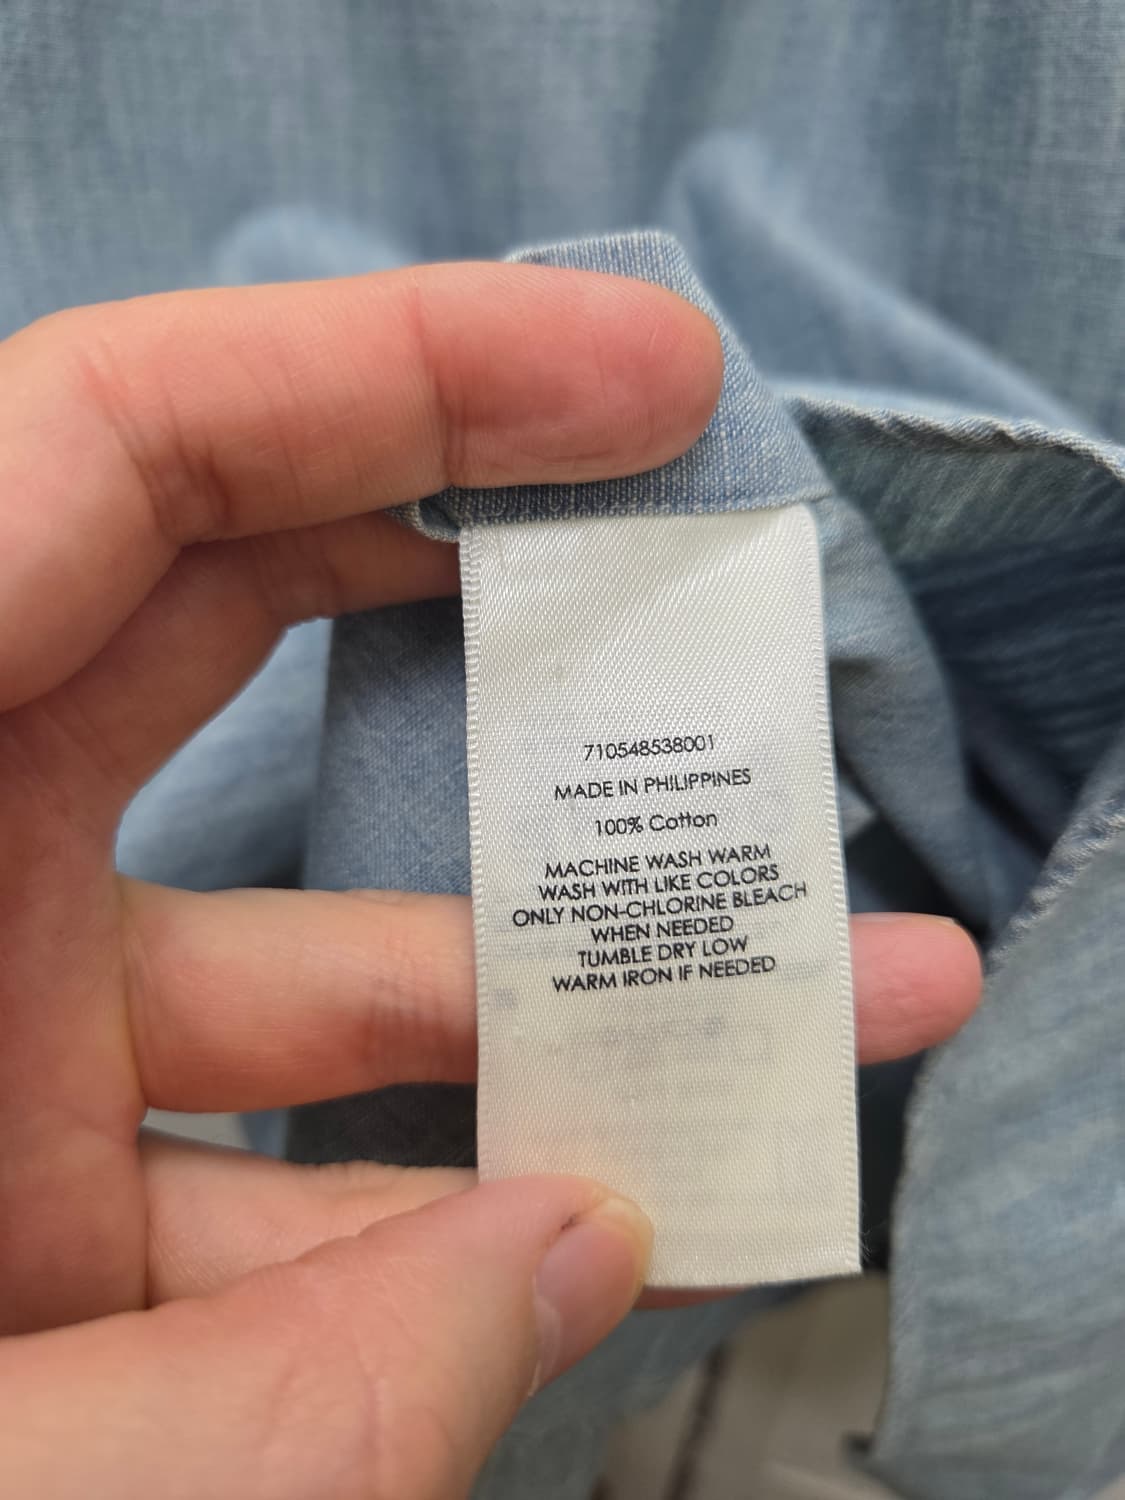 710548538001
MADE IN PHILIPPINES
100% Cotton
MACHINE WASH WARM
WASH WITH LIKE COLORS
ONLY NON-CHLORINE BLEACH
WHEN NEEDED
TUMBLE DRY LOW
WARM IRON IF NEEDED